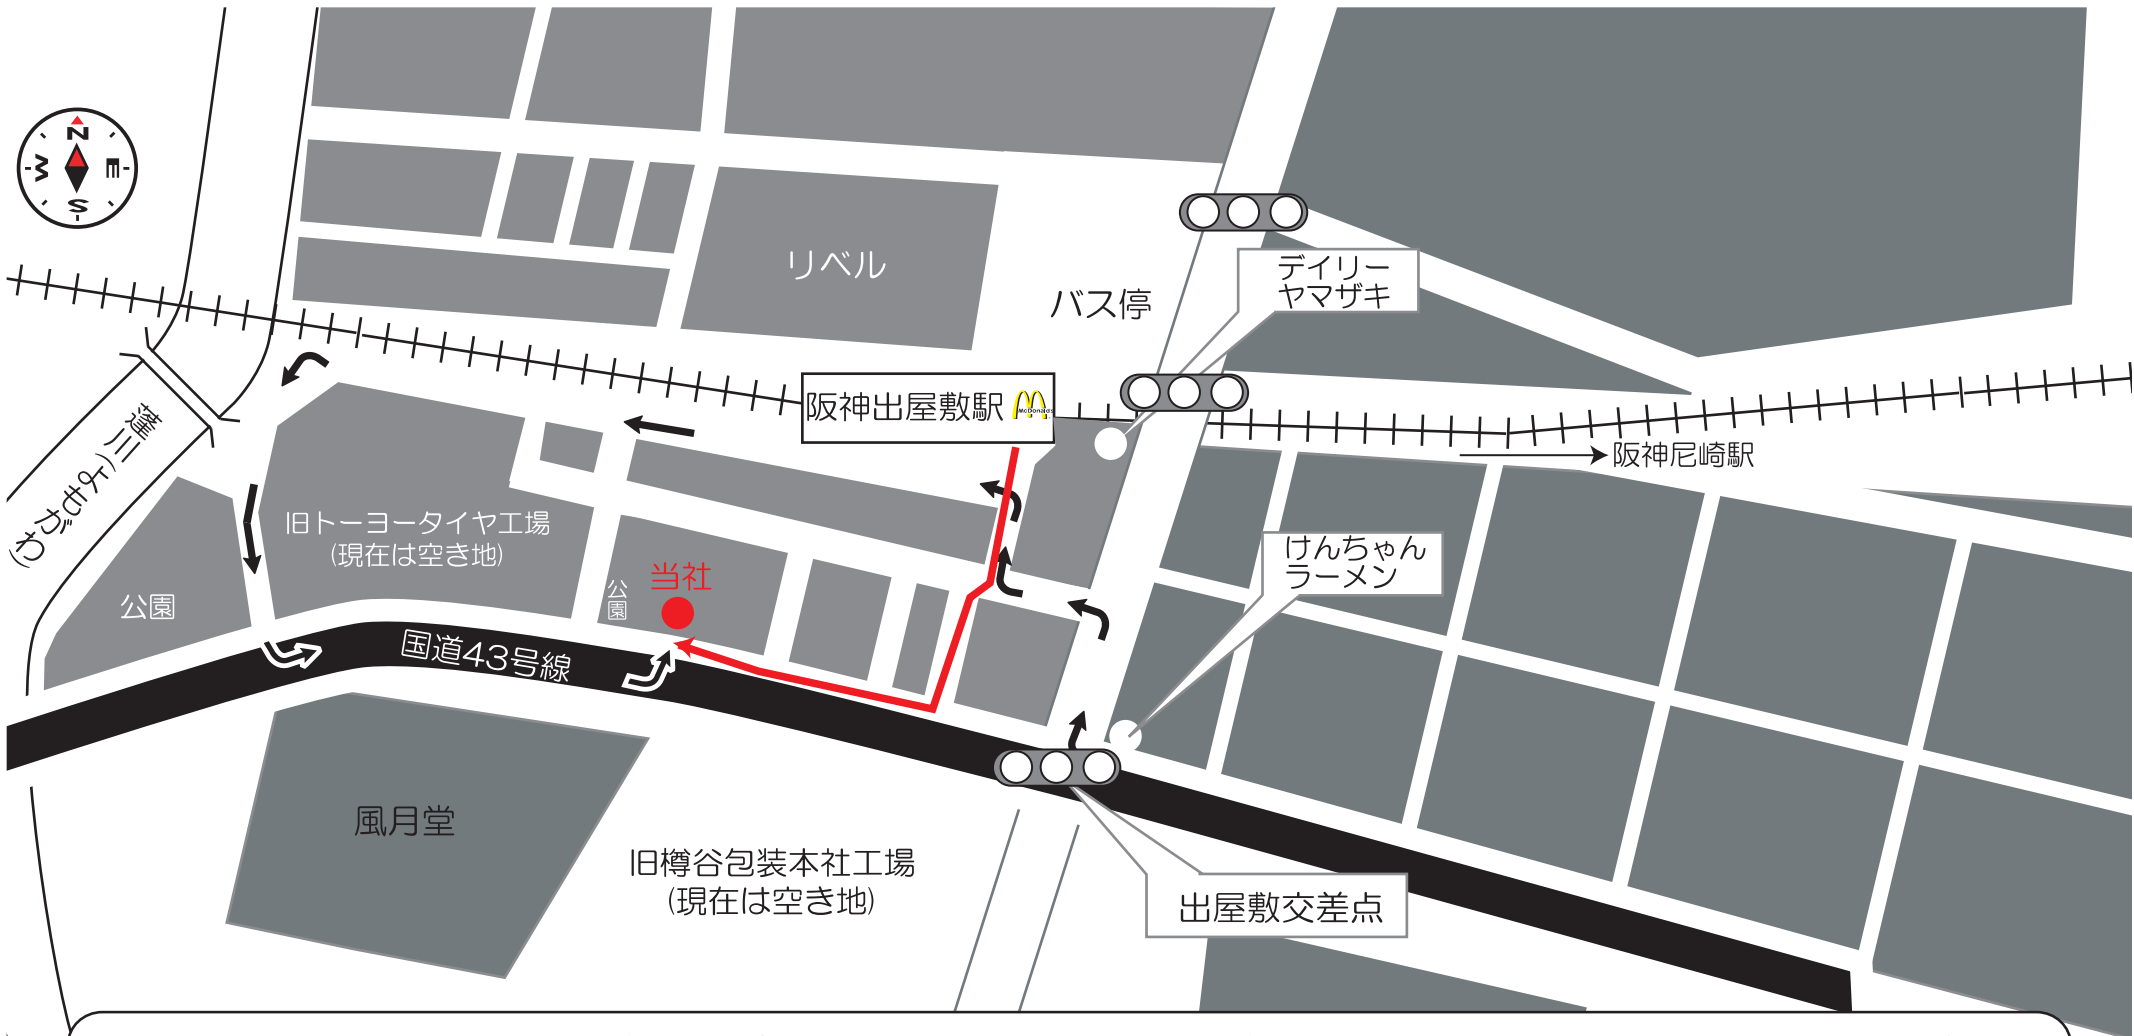 N
E
W
S
リベル
バス停
デイリー
ヤマザキ
阪神出屋敷駅
McDonald's
阪神尼崎駅
蓬川(よもがわ)
旧トーヨータイヤ工場
(現在は空き地)
けんちゃん
ラーメン
公園
公園
当社
国道43号線
風月堂
旧樽谷包装本社工場
(現在は空き地)
出屋敷交差点